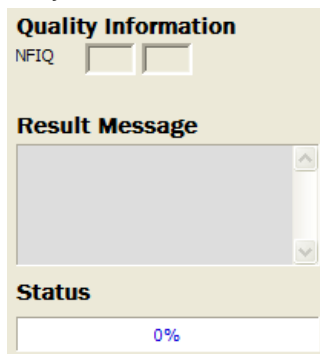 Quality Information
NFIQ
Result Message
Status
0%